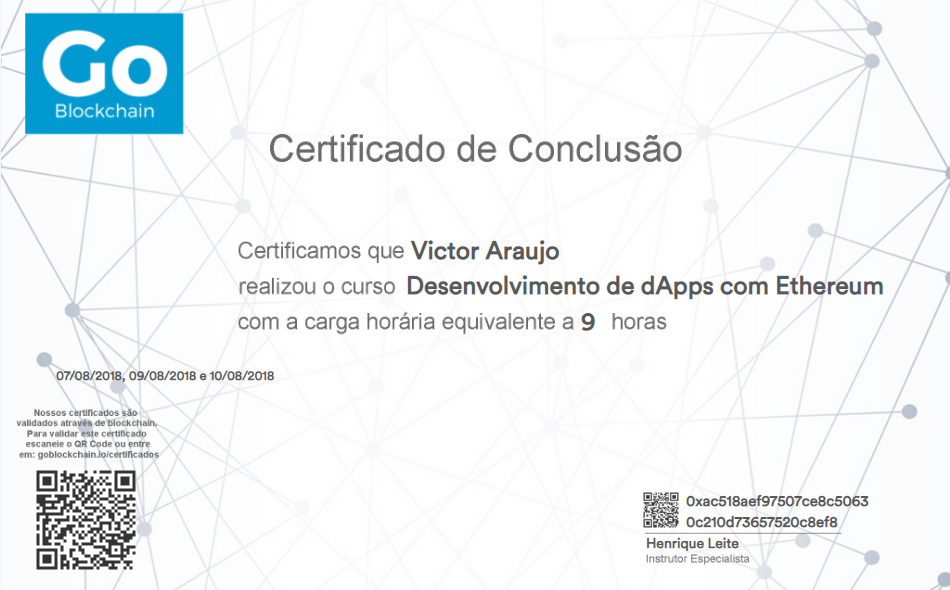 Go
Blockchain
Certificado de Conclusão
Certificamos que Victor Araujo
realizou o curso Desenvolvimento de dApps com Ethereum
com a carga horária equivalente a 9 horas
07/08/2018, 09/08/2018 e 10/08/2018
Nossos certificados são
validados através de blockchain.
Para validar este certificado
escaneie o QR Code ou entre
em: goblockchain.io/certificados
0xac518aef97507ce8c5063
0c210d73657520c8ef8
Henrique Leite
Instrutor Especialista